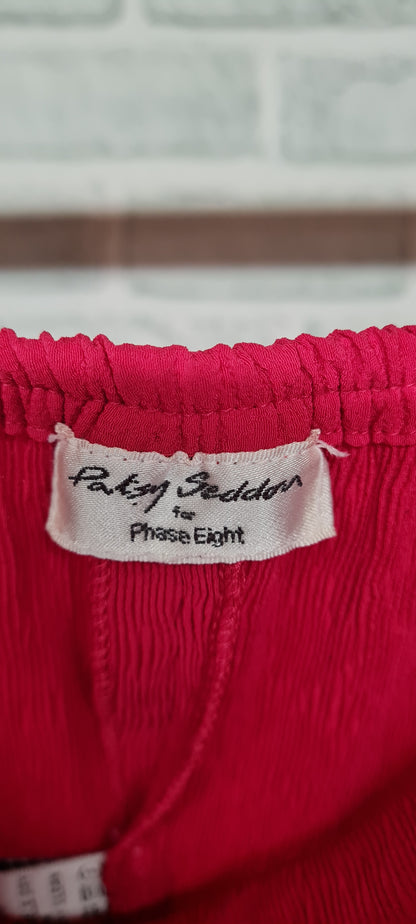 Patsy Seddon
for
Phase Eight